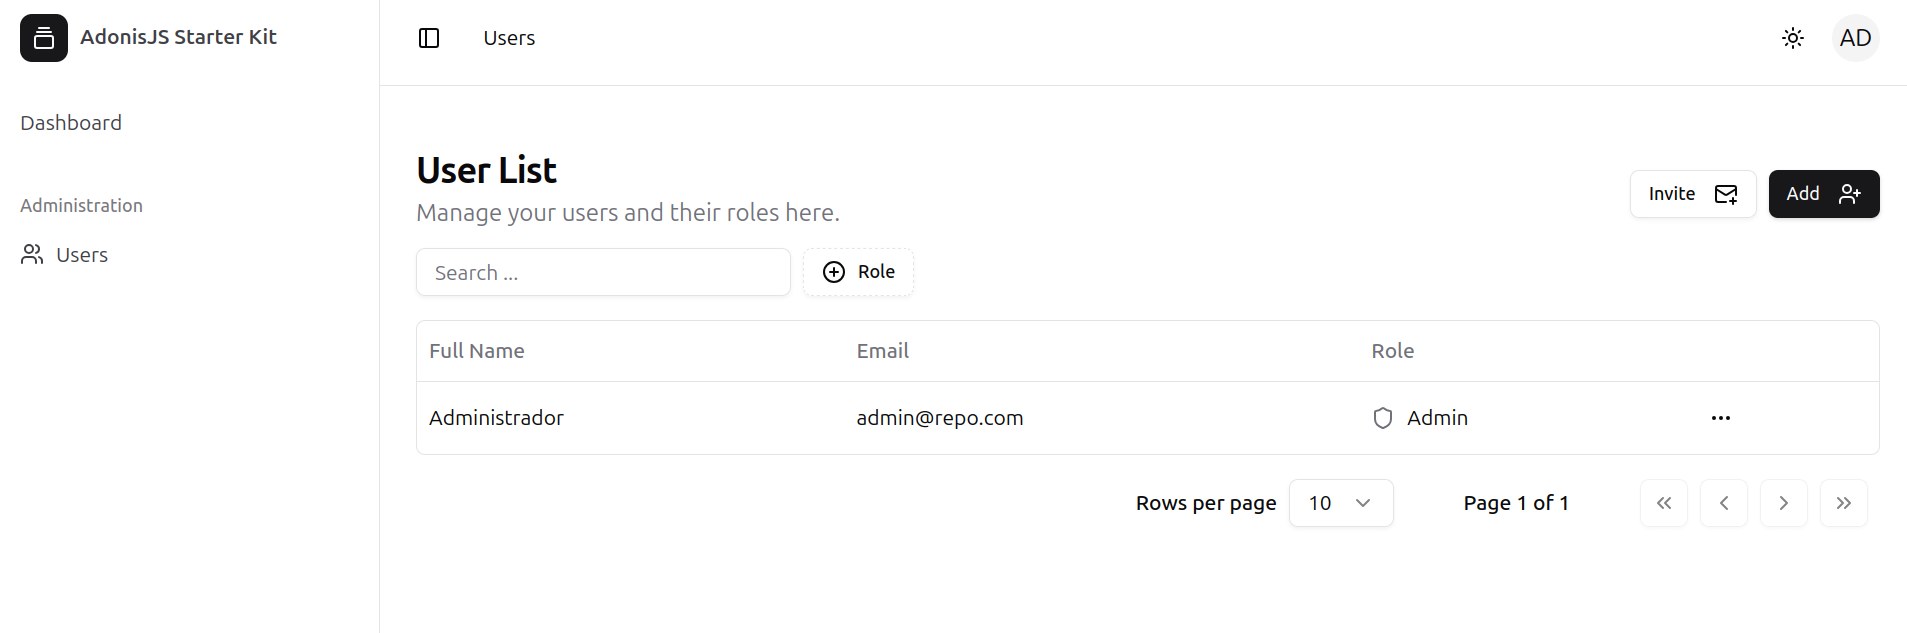 AdonisJS Starter Kit
Users
AD
Dashboard
Administration
Users
User List
Manage your users and their roles here.
Invite
Add
Search ...
Role
Full Name Email Role
Administrador admin@repo.com Admin
Rows per page 10 Page 1 of 1